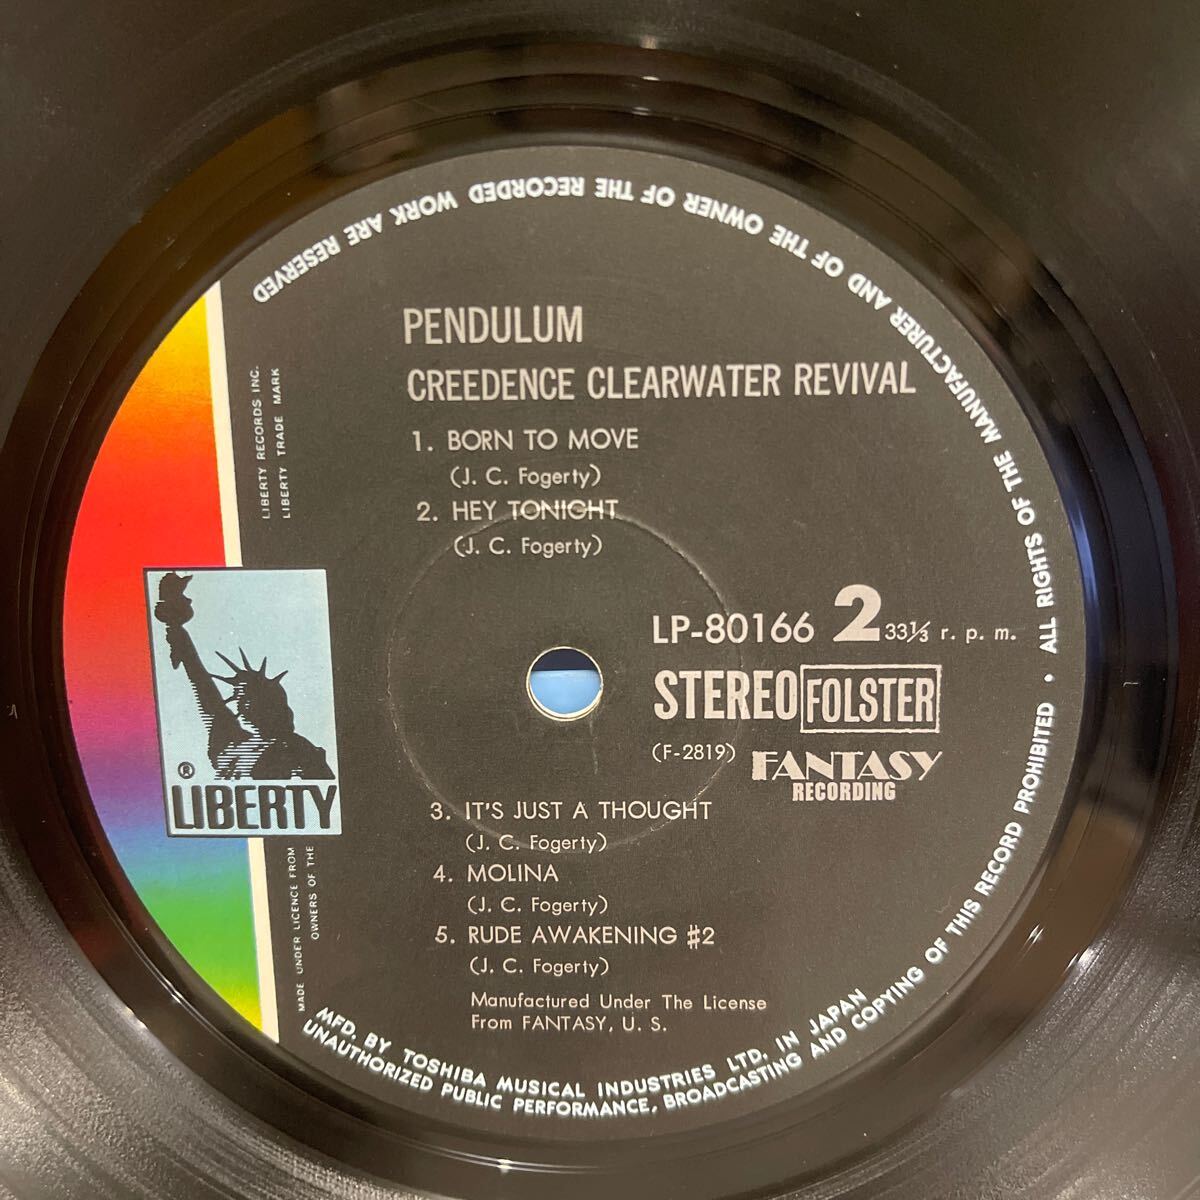 PENDULUM
CREEDENCE CLEARWATER REVIVAL
1. BORN TO MOVE
(J. C. Fogerty)
2. HEY TONIGHT
(J. C. Fogerty)
LP-80166 2 33⅓ r. p. m.
STEREO FOLSTER
(F-2819) FANTASY
RECORDING
3. IT'S JUST A THOUGHT
(J. C. Fogerty)
4. MOLINA
(J. C. Fogerty)
5. RUDE AWAKENING #2
(J. C. Fogerty)
Manufactured Under The License
From FANTASY, U. S.
LIBERTY RECORDS INC.
LIBERTY TRADE MARK
®
LIBERTY
MADE UNDER LICENCE FROM
OWNERS OF THE
MFD. BY TOSHIBA MUSICAL INDUSTRIES LTD. IN JAPAN
ALL RIGHTS OF THE MANUFACTURER AND OF THE OWNER OF THE RECORDED WORK ARE RESERVED
UNAUTHORIZED PUBLIC PERFORMANCE, BROADCASTING AND COPYING OF THIS RECORD PROHIBITED •